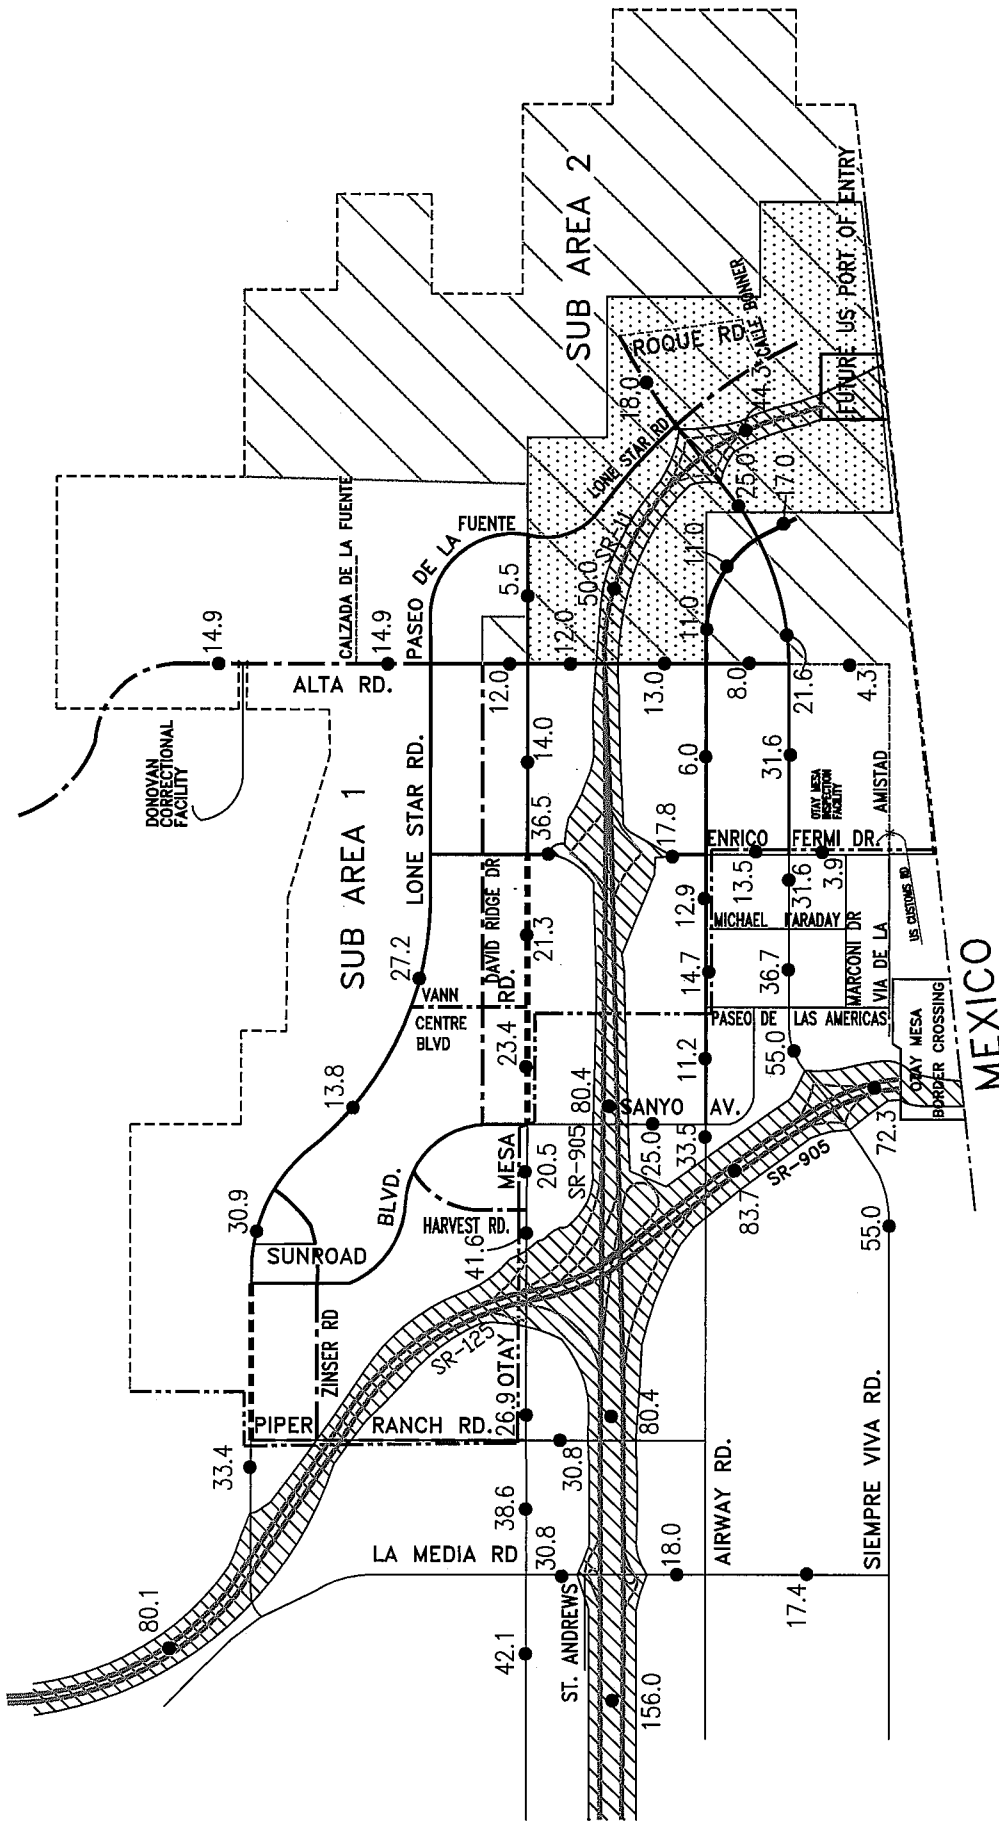 SUB AREA 2
FUTURE US PORT OF ENTRY
ROQUE RD.
CALLE BONNER
18.0
14.3
LONE STAR RD
25.0
17.0
CALZADA DE LA FUENTE
PASEO DE LA FUENTE
SR-11
50.0
11.0
11.0
5.5
14.9
14.9
ALTA RD.
12.0
12.0
13.0
8.0
21.6
4.3
DONOVAN
CORRECTIONAL
FACILITY
LONE STAR RD.
14.0
6.0
31.6
OTAY MESA
INSPECTION
FACILITY
AMISTAD
36.5
17.8
ENRICO FERMI DR.
SUB AREA 1
DAVID RIDGE DR
21.3
12.9
13.5
31.6
3.9
US CUSTOMS RD
MICHAEL FARADAY
MARCONI DR
27.2
VANN
CENTRE
BLVD
14.7
36.7
VIA DE LA
PASEO DE LAS AMERICAS
RD.
23.4
11.2
55.0
OTAY MESA
BORDER CROSSING
MEXICO
13.8
80.4
SANYO AV.
25.0
33.5
72.3
MESA
20.5
SR-905
83.7
SR-905
BLVD.
HARVEST RD.
30.9
SUNROAD
41.6
55.0
ZINSER RD
SR-125
OTAY
PIPER RANCH RD.
26.9
80.4
33.4
30.8
38.6
AIRWAY RD.
SIEMPRE VIVA RD.
LA MEDIA RD
30.8
18.0
17.4
80.1
42.1
ST. ANDREWS
156.0